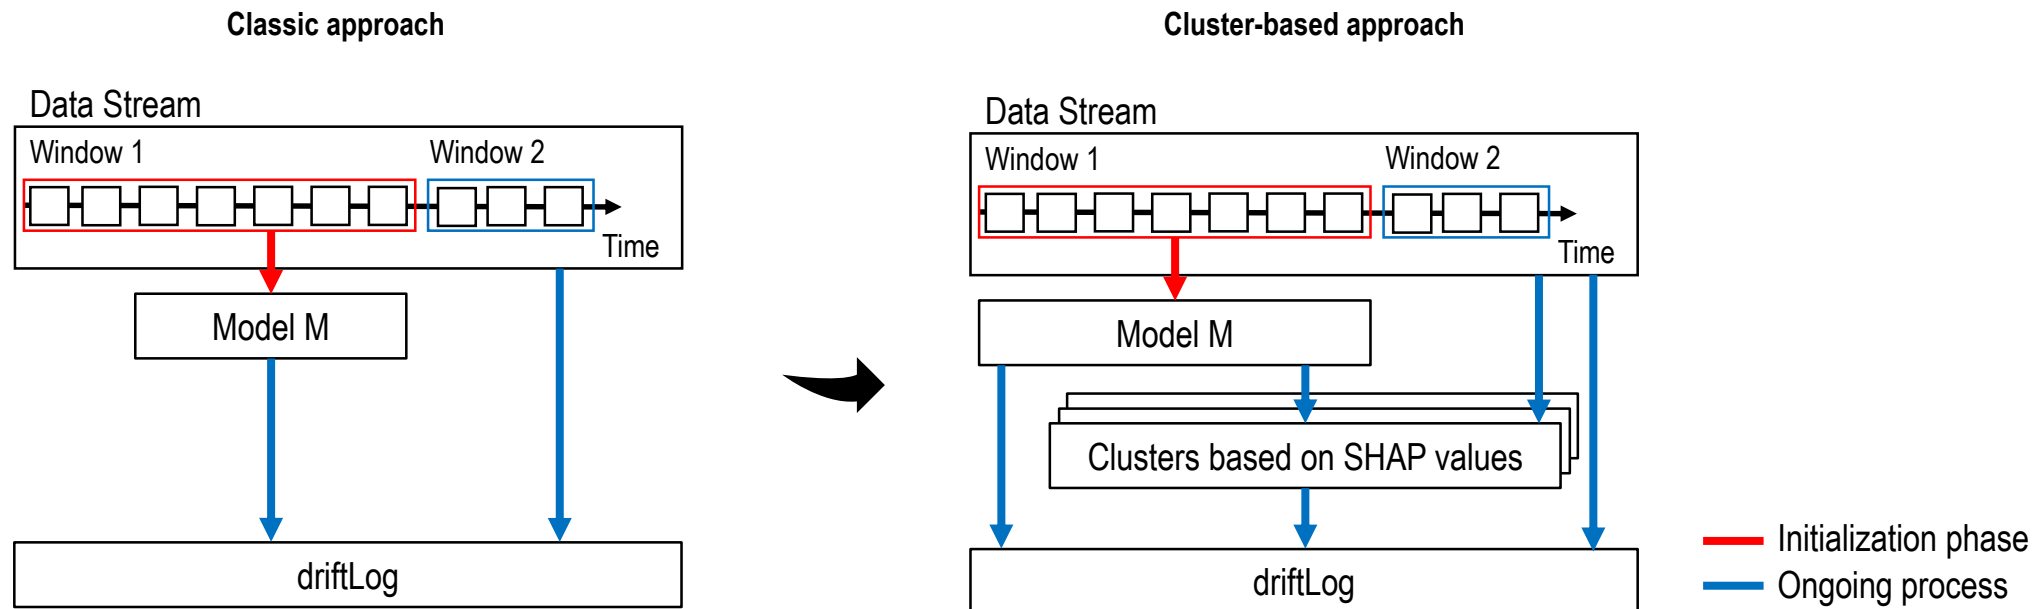 Classic approach
Data Stream
Window 1
Window 2
Time
Model M
driftLog
Cluster-based approach
Data Stream
Window 1
Window 2
Time
Model M
Clusters based on SHAP values
driftLog
Initialization phase
Ongoing process